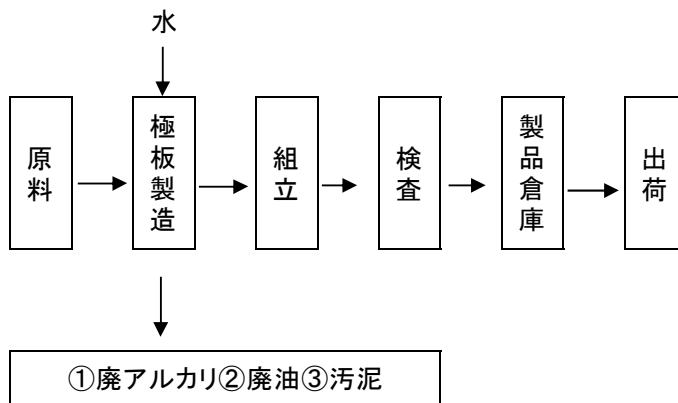 水
原料
極板製造
組立
検査
製品倉庫
出荷
①廃アルカリ②廃油③汚泥